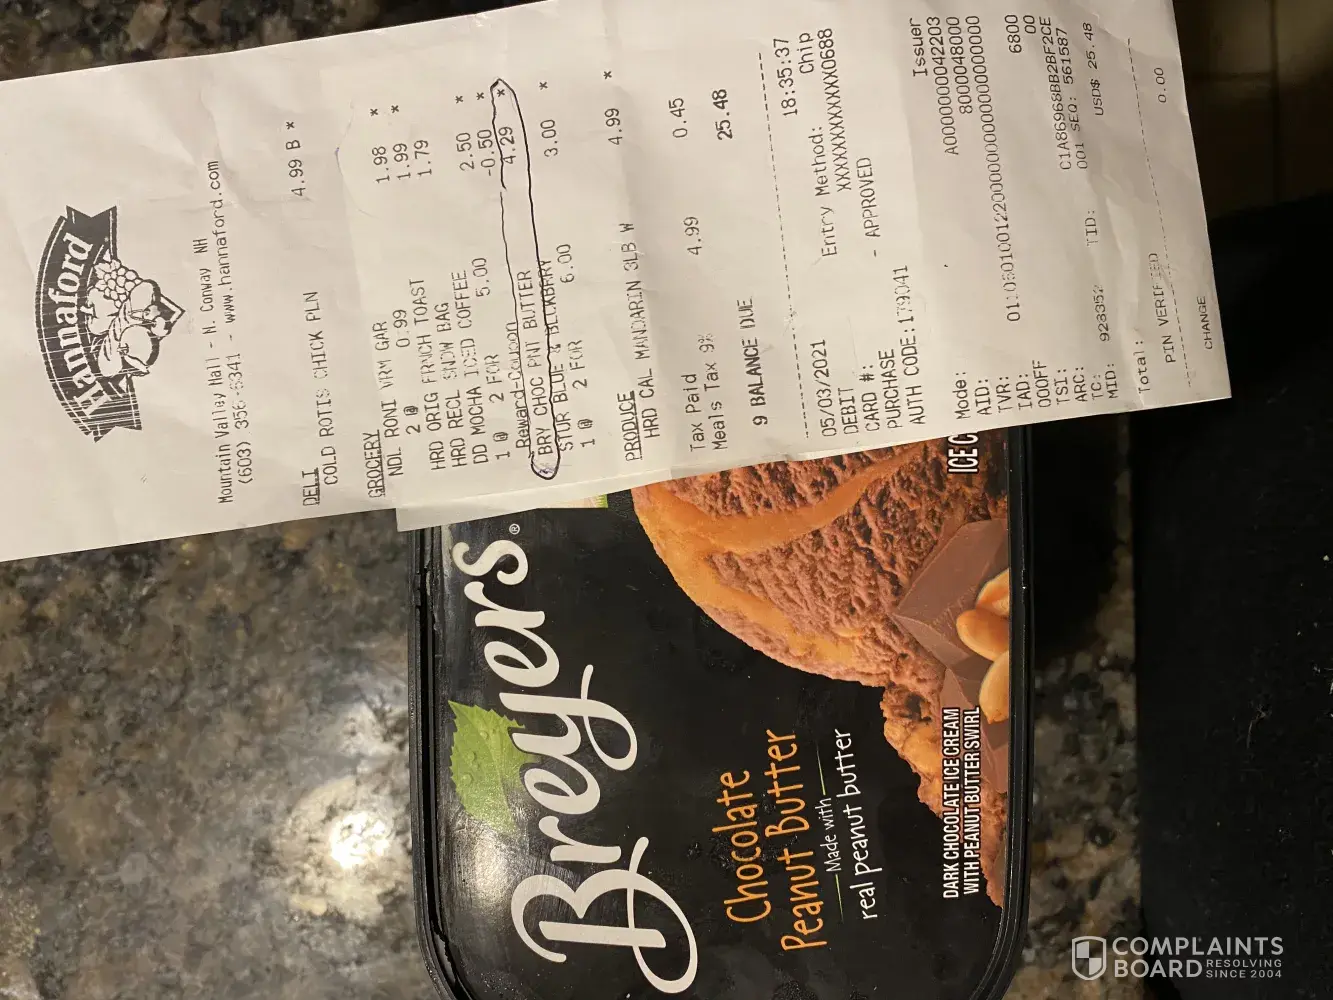 Hannaford
Mountain Valley Mall - N. Conway NH
(603) 356-5341 - www.hannaford.com
DELI
COLD ROTIS CHICK PLN 4.99 B *
GROCERY
NDL RONI VRM GAR 1.98 *
2 @ 0.99
HRD ORIG FRNCH TOAST 1.99 *
HRD RECL SNOW BAG 1.79
DD MOCHA ICED COFFEE
1 @ 2 FOR 5.00 2.50 *
Reward-Coupon -0.50 *
BRY CHOC PNT BUTTER 4.29 *
STUR BLUE & BLCKBERY
1 @ 2 FOR 6.00 3.00 *
PRODUCE
HRD CAL MANDARIN 3LB W 4.99 *
Tax Paid
Meals Tax 9% 4.99 0.45
9 BALANCE DUE 25.48
05/03/2021 18:35:37
DEBIT Entry Method: Chip
CARD #: XXXXXXXXXXXX0688
PURCHASE - APPROVED
AUTH CODE:179041
Mode: Issuer
AID: A0000000042203
TVR: 8000048000
IAD:
OOOFF
TSI: 6800
ARC: 00
TC: C1A86968BB2BF2CE
MID: 928352 TID: 001 SEQ: 561587
Total: USD$ 25.48
PIN VERIFIED
CHANGE 0.00
Breyers®
Chocolate
Peanut Butter
Made with
real peanut butter
DARK CHOCOLATE ICE CREAM
WITH PEANUT BUTTER SWIRL
ICE C
COMPLAINTS
BOARD RESOLVING
SINCE 2004